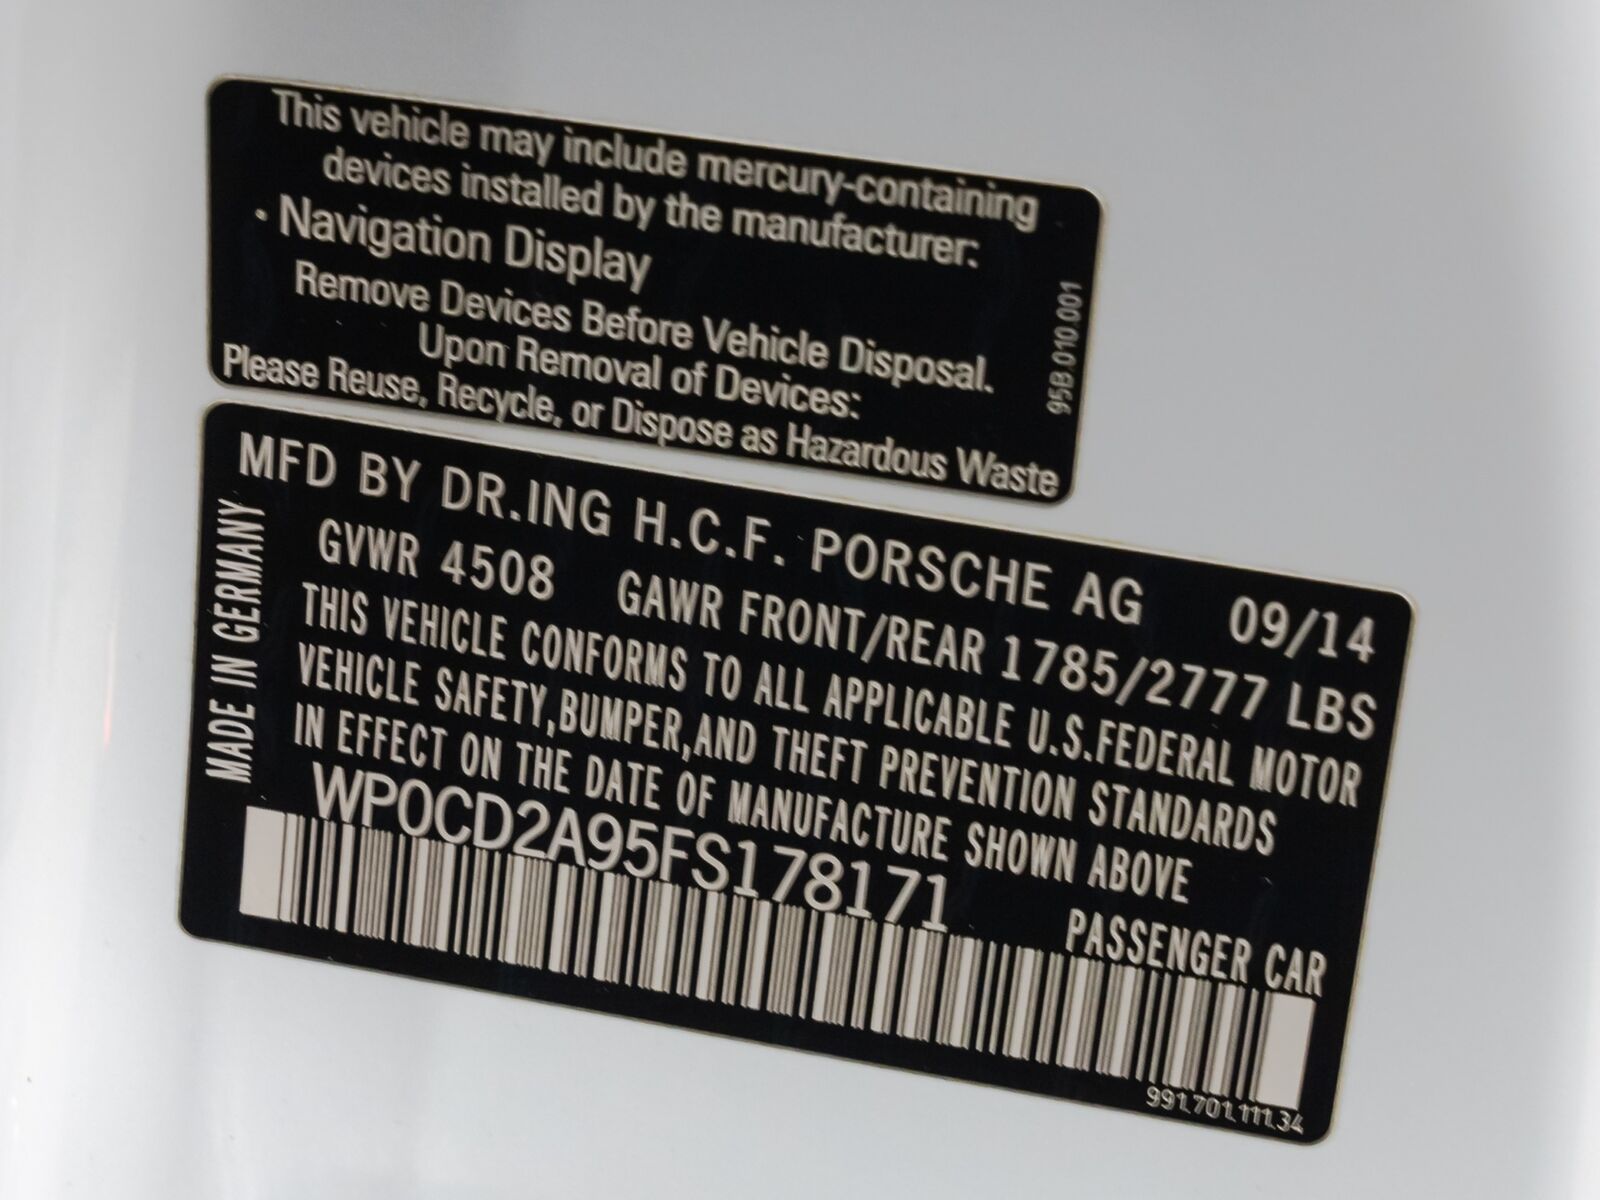 This vehicle may include mercury-containing
devices installed by the manufacturer:
· Navigation Display
Remove Devices Before Vehicle Disposal.
Upon Removal of Devices:
Please Reuse, Recycle, or Dispose as Hazardous Waste
95B.010.001
MFD BY DR.ING H.C.F. PORSCHE AG 09/14
GVWR 4508 GAWR FRONT/REAR 1785/2777 LBS
THIS VEHICLE CONFORMS TO ALL APPLICABLE U.S.FEDERAL MOTOR
VEHICLE SAFETY,BUMPER,AND THEFT PREVENTION STANDARDS
IN EFFECT ON THE DATE OF MANUFACTURE SHOWN ABOVE
WP0CD2A95FS178171
PASSENGER CAR
MADE IN GERMANY
991.701.111.34